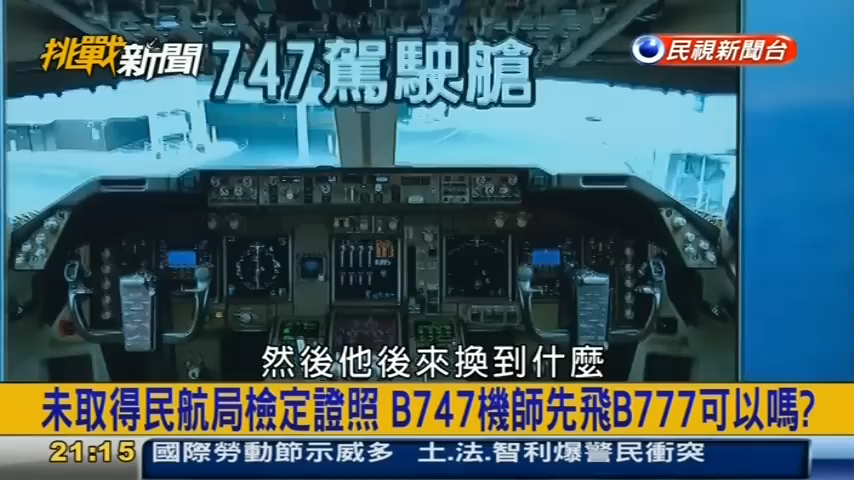 挑戰新聞
747駕駛艙
民視新聞台
然後他後來換到什麼
未取得民航局檢定證照 B747機師先飛B777可以嗎?
21:15
國際勞動節示威多 土.法.智利爆警民衝突